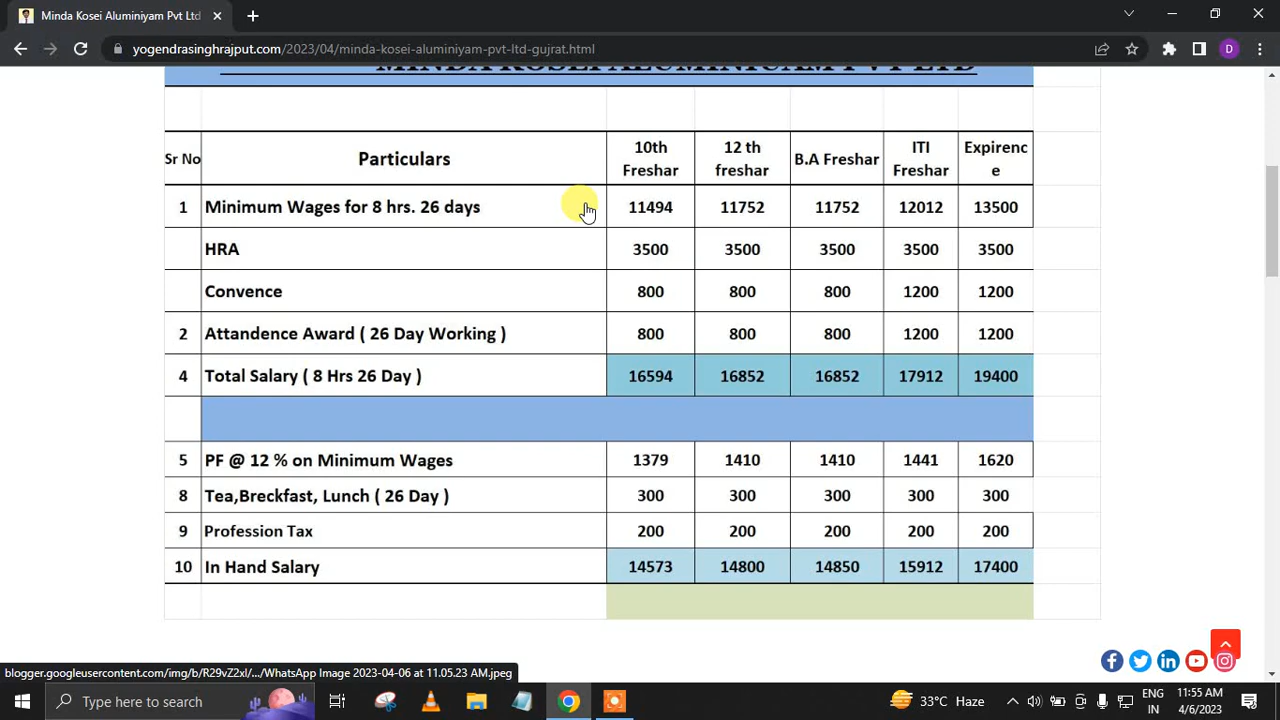 Minda Kosei Aluminiyam Pvt Ltd
yogendrasinghrajput.com/2023/04/minda-kosei-aluminiyam-pvt-ltd-gujrat.html
D
MINDA KOSEI ALUMINICAM PVT LTD
Sr No Particulars 10th Freshar 12 th freshar B.A Freshar ITI Freshar Expirenc e
1 Minimum Wages for 8 hrs. 26 days 11494 11752 11752 12012 13500
HRA 3500 3500 3500 3500 3500
Convence 800 800 800 1200 1200
2 Attandence Award ( 26 Day Working ) 800 800 800 1200 1200
4 Total Salary ( 8 Hrs 26 Day ) 16594 16852 16852 17912 19400
5 PF @ 12 % on Minimum Wages 1379 1410 1410 1441 1620
8 Tea,Breckfast, Lunch ( 26 Day ) 300 300 300 300 300
9 Profession Tax 200 200 200 200 200
10 In Hand Salary 14573 14800 14850 15912 17400
blogger.googleusercontent.com/img/b/R29vZ2xl/.../WhatsApp Image 2023-04-06 at 11.05.23 AM.jpeg
Type here to search
33°C Haze
ENG
IN
11:55 AM
4/6/2023